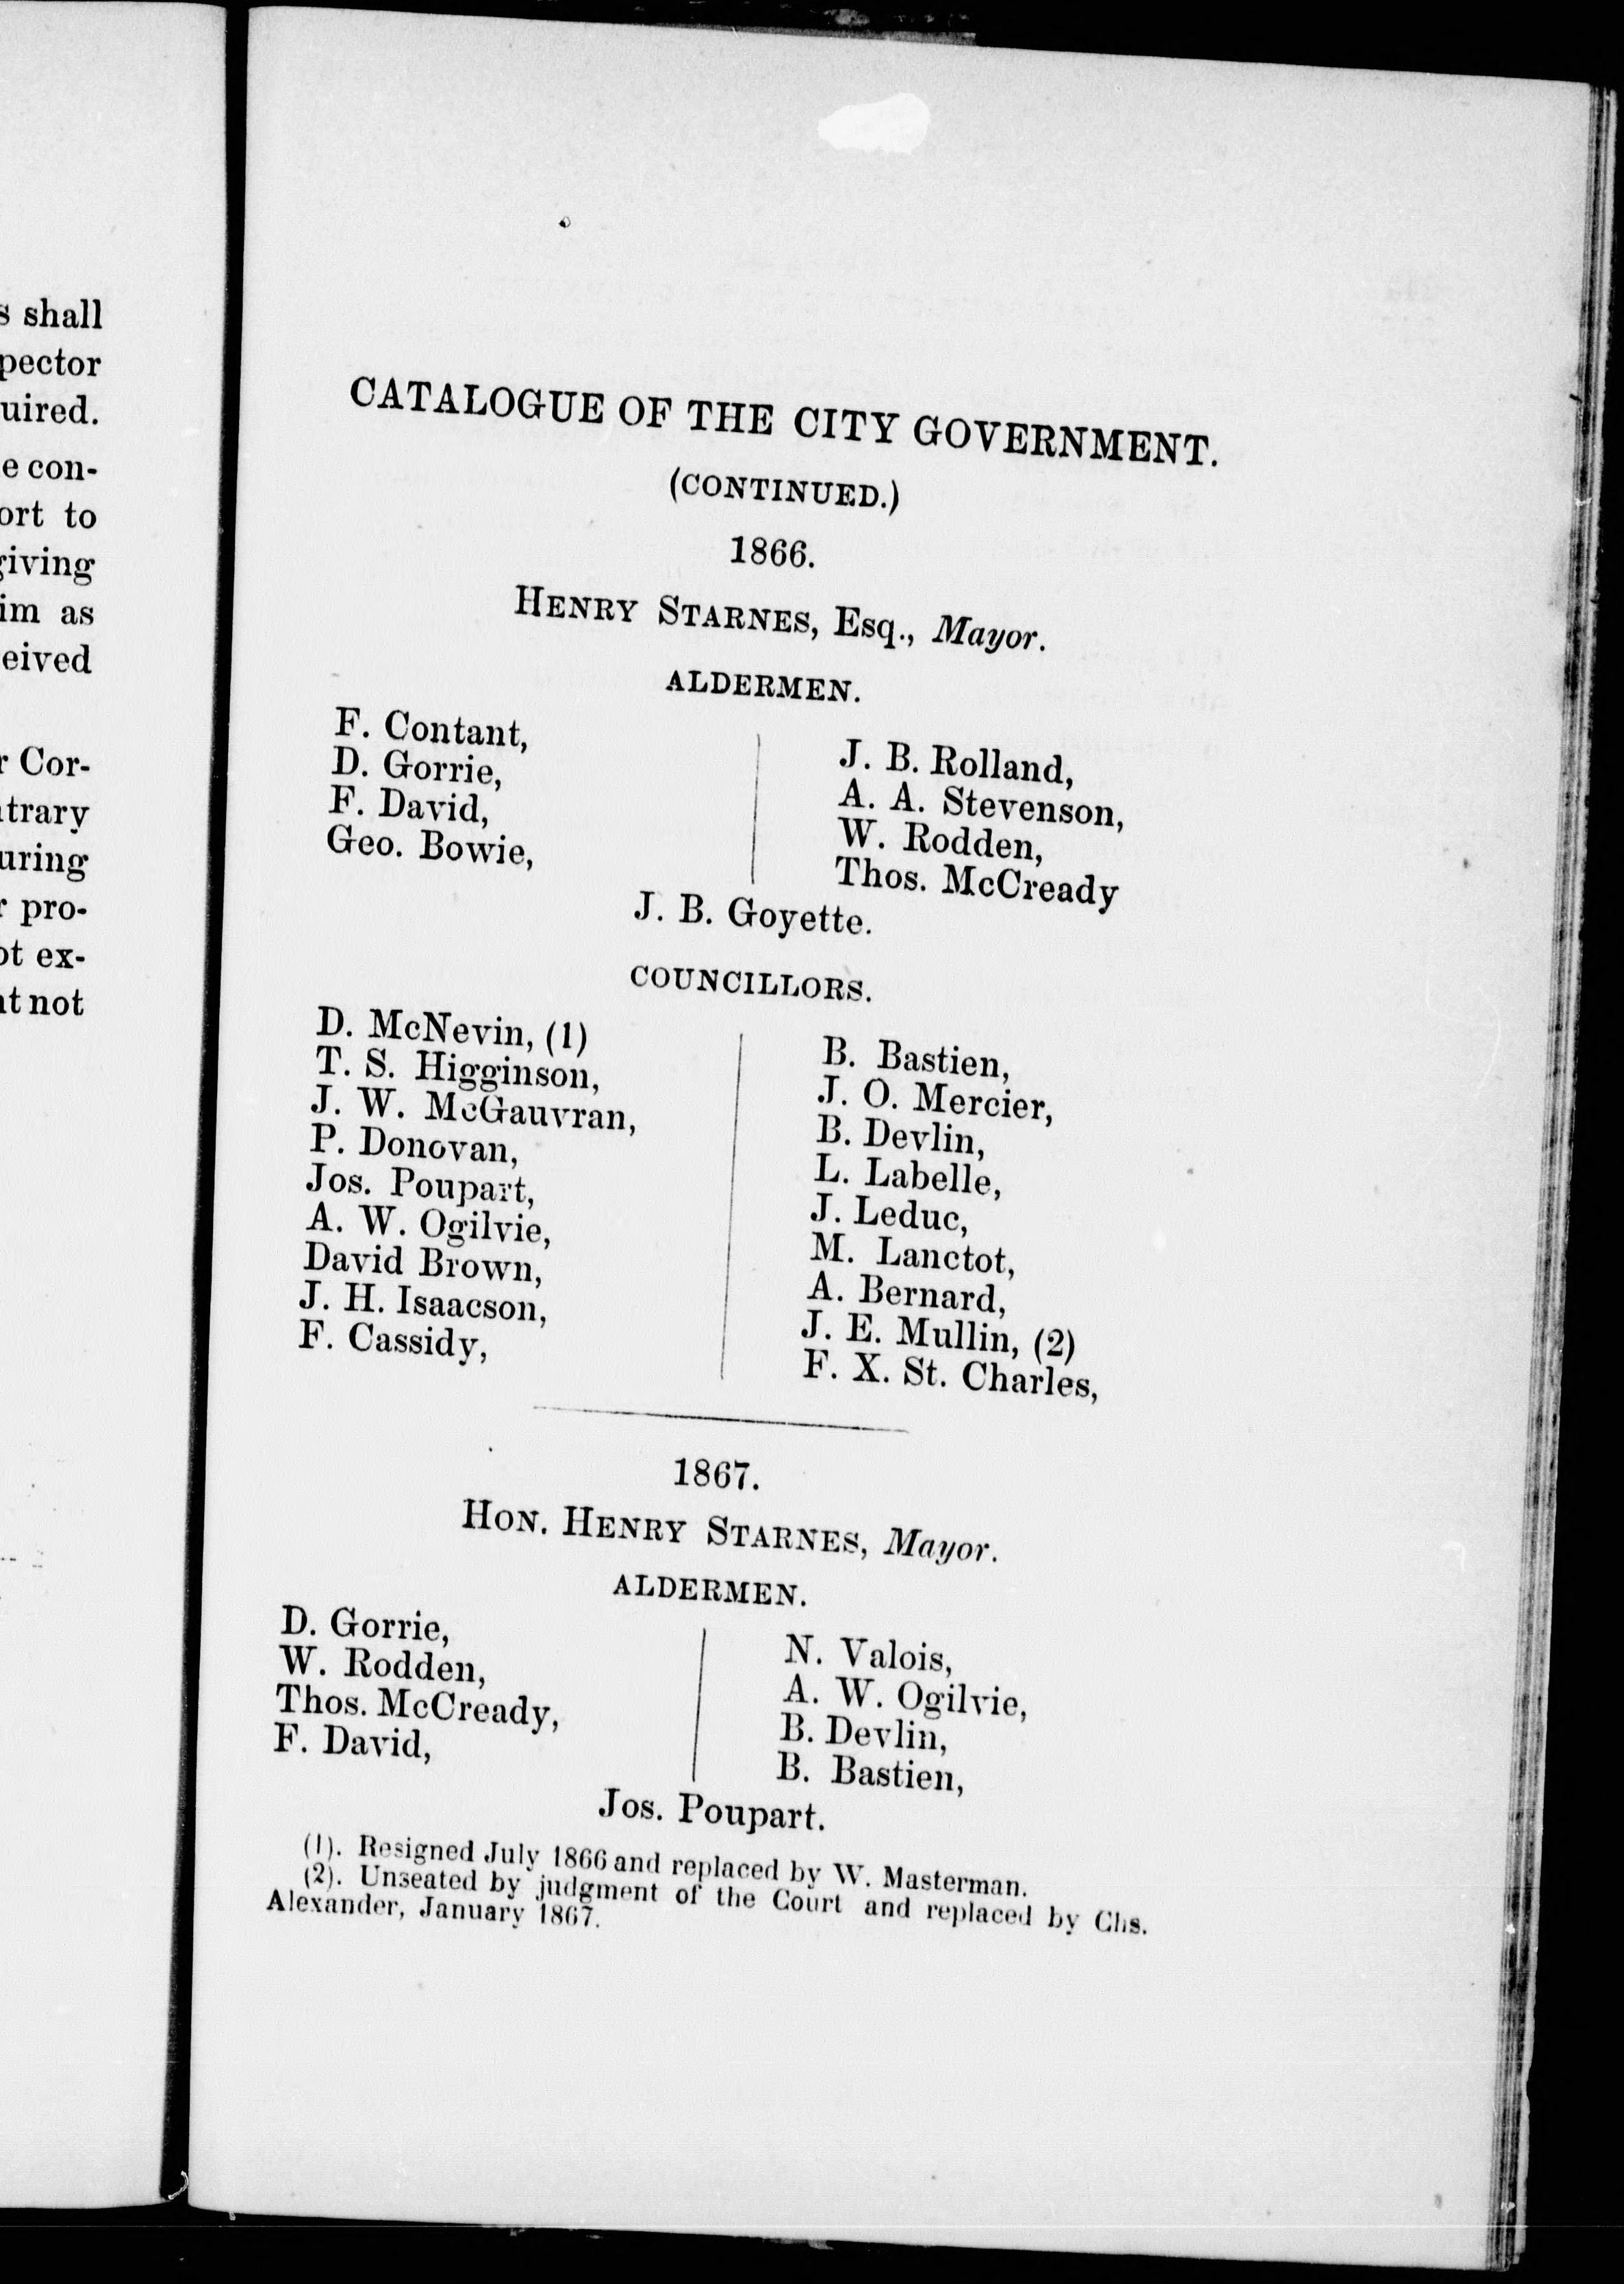 s shall
pector
uired.
e con-
ort to
giving
im as
eived
r Cor-
trary
uring
r pro-
ot ex-
at not
CATALOGUE OF THE CITY GOVERNMENT.
(CONTINUED.)
1866.
HENRY STARNES, Esq., Mayor.
ALDERMEN.
F. Contant,
D. Gorrie,
F. David,
Geo. Bowie,
J. B. Rolland,
A. A. Stevenson,
W. Rodden,
Thos. McCready
J. B. Goyette.
COUNCILLORS.
D. McNevin, (1)
T. S. Higginson,
J. W. McGauvran,
P. Donovan,
Jos. Poupart,
A. W. Ogilvie,
David Brown,
J. H. Isaacson,
F. Cassidy,
B. Bastien,
J. O. Mercier,
B. Devlin,
L. Labelle,
J. Leduc,
M. Lanctot,
A. Bernard,
J. E. Mullin, (2)
F. X. St. Charles,
1867.
HON. HENRY STARNES, Mayor.
ALDERMEN.
D. Gorrie,
W. Rodden,
Thos. McCready,
F. David,
N. Valois,
A. W. Ogilvie,
B. Devlin,
B. Bastien,
Jos. Poupart.
(1). Resigned July 1866 and replaced by W. Masterman.
(2). Unseated by judgment of the Court and replaced by Chs.
Alexander, January 1867.